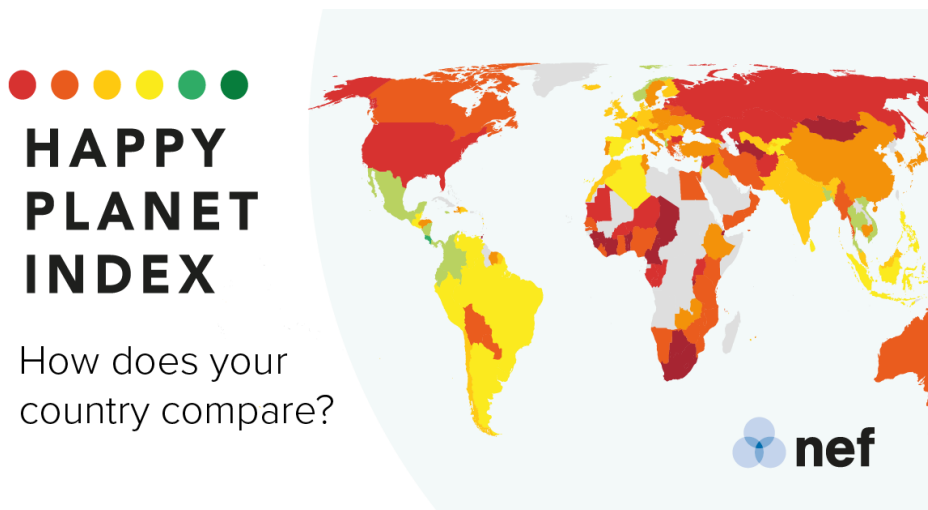 HAPPY
PLANET
INDEX
How does your
country compare?
nef